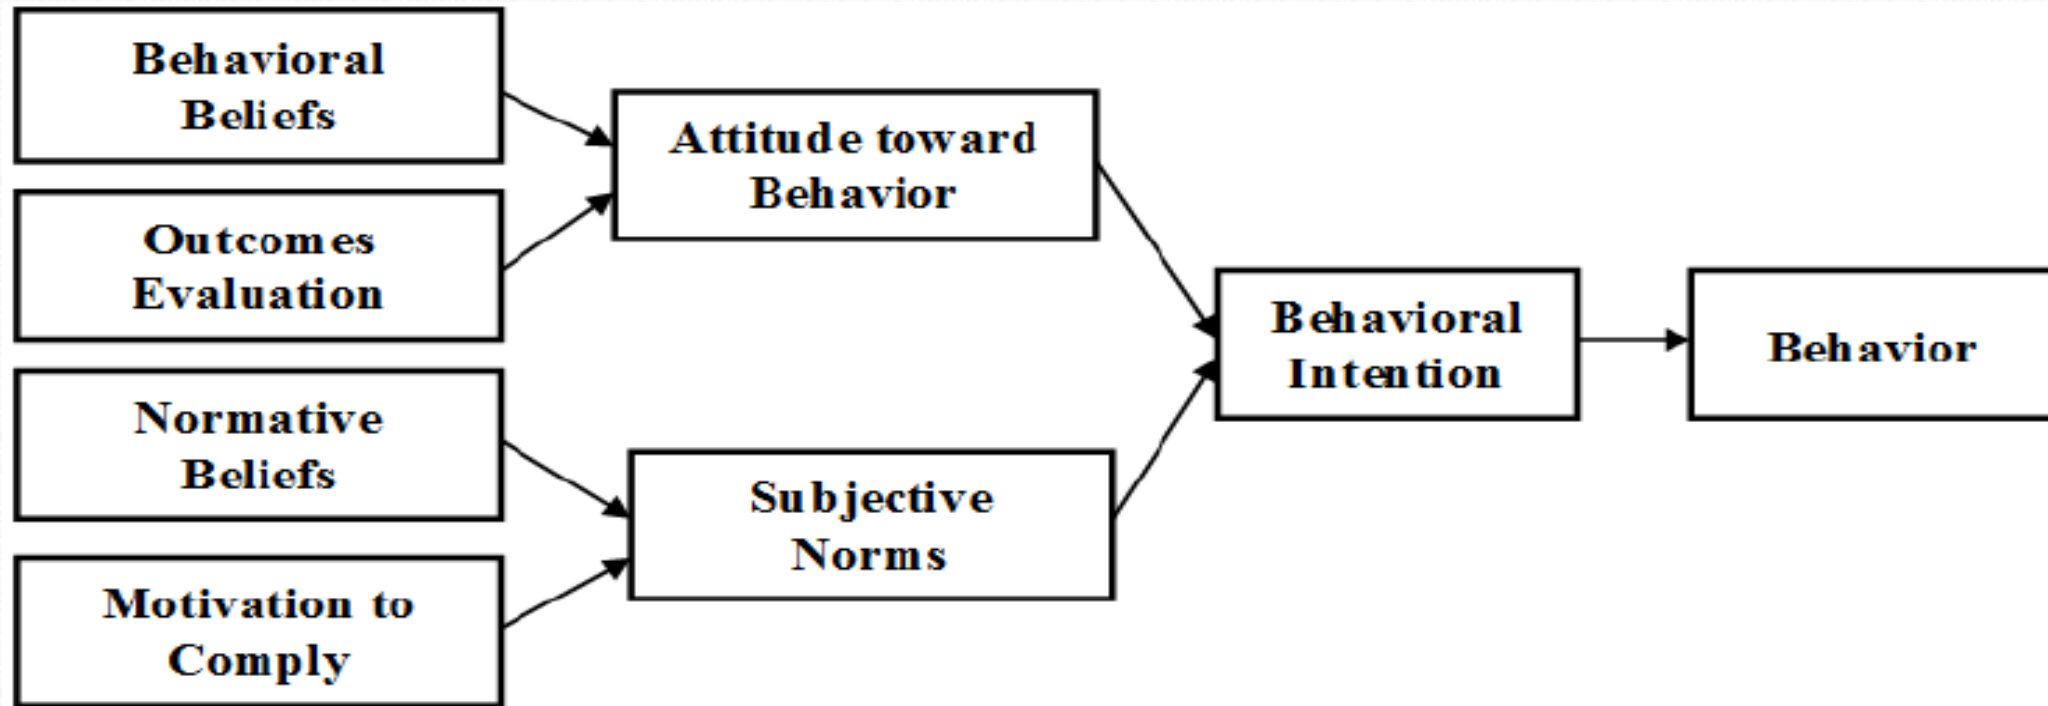 Behavioral
Beliefs
Attitude toward
Behavior
Outcomes
Evaluation
Behavioral
Intention
Behavior
Normative
Beliefs
Subjective
Norms
Motivation to
Comply